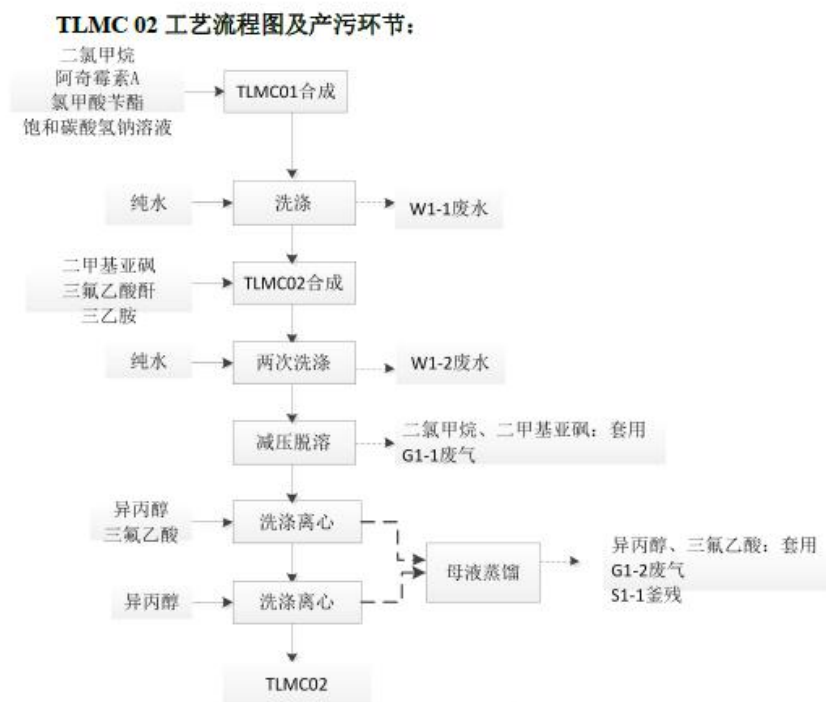 TLMC 02 工艺流程图及产污环节：
二氯甲烷
阿奇霉素A
氯甲酸苄酯
饱和碳酸氢钠溶液
TLMC01合成
纯水
洗涤
W1-1废水
二甲基亚砜
三氟乙酸酐
三乙胺
TLMC02合成
纯水
两次洗涤
W1-2废水
减压脱溶
二氯甲烷、二甲基亚砜：套用
G1-1废气
异丙醇
三氟乙酸
洗涤离心
母液蒸馏
异丙醇、三氟乙酸：套用
G1-2废气
S1-1釜残
异丙醇
洗涤离心
TLMC02